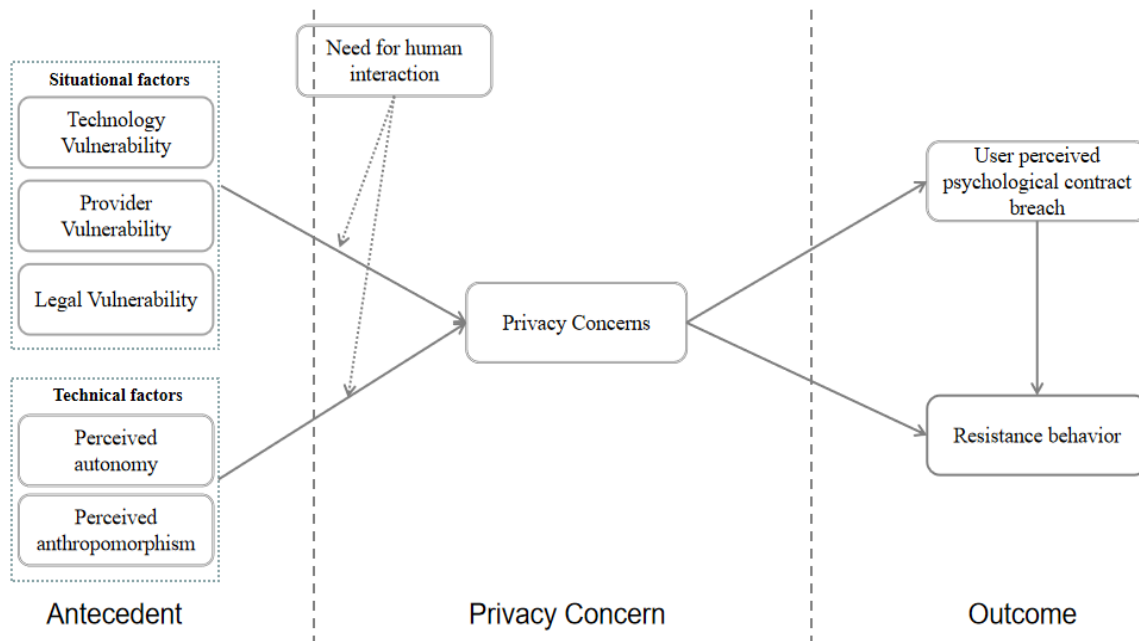 Need for human
interaction
Situational factors
Technology
Vulnerability
Provider
Vulnerability
Legal Vulnerability
Technical factors
Perceived
autonomy
Perceived
anthropomorphism
Privacy Concerns
User perceived
psychological contract
breach
Resistance behavior
Antecedent
Privacy Concern
Outcome